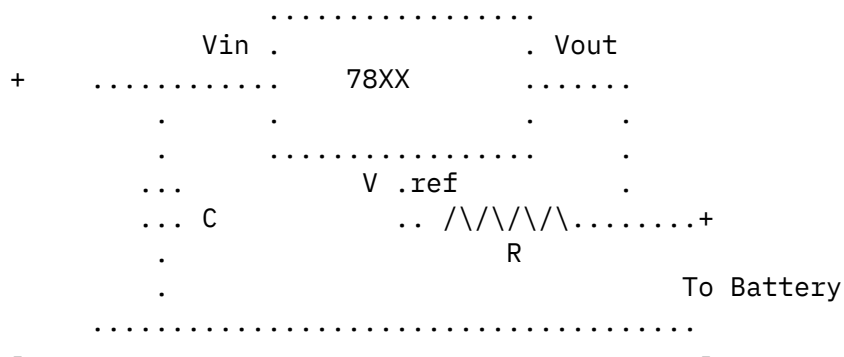 .................
Vin . . Vout
+ ............ 78XX .......
. . . .
. ................. .
... V .ref .
... C .. /\/\/\/\........+
. R
. To Battery
......................................
- -